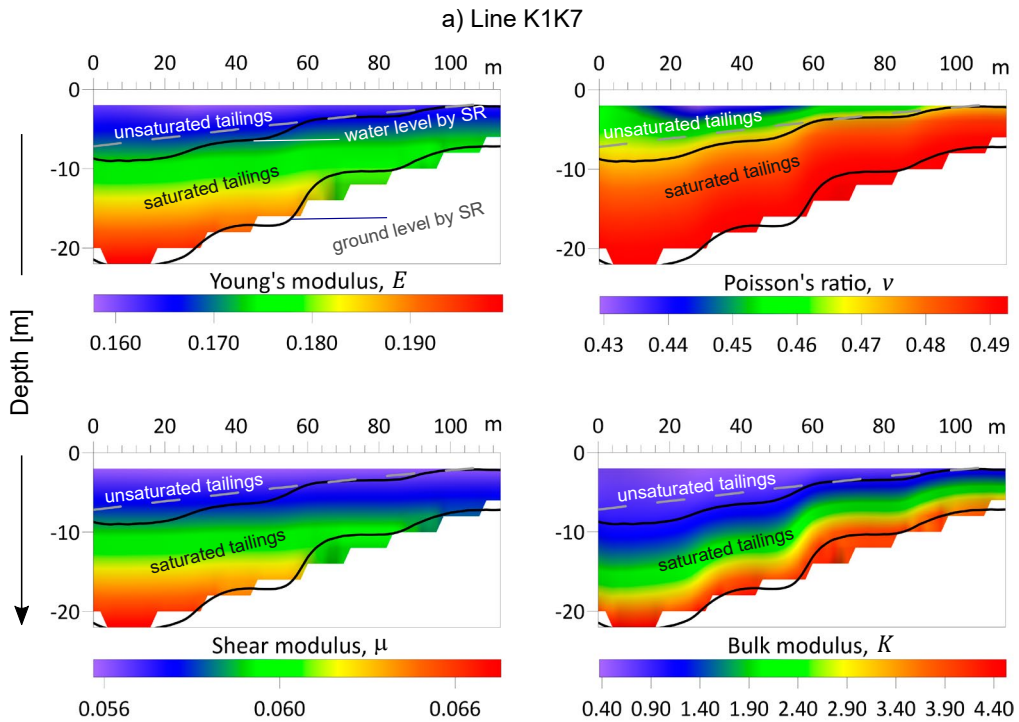 a) Line K1K7
0 20 40 60 80 100 m
0 20 40 60 80 100 m
0
-10
-20
unsaturated tailings
water level by SR
saturated tailings
ground level by SR
0
-10
-20
unsaturated tailings
saturated tailings
Young's modulus, E
0.160 0.170 0.180 0.190
Poisson's ratio, ν
0.43 0.44 0.45 0.46 0.47 0.48 0.49
Depth [m]
0 20 40 60 80 100 m
0 20 40 60 80 100 m
0
-10
-20
unsaturated tailings
saturated tailings
0
-10
-20
unsaturated tailings
saturated tailings
Shear modulus, μ
0.056 0.060 0.066
Bulk modulus, K
0.40 0.90 1.40 1.90 2.40 2.90 3.40 3.90 4.40